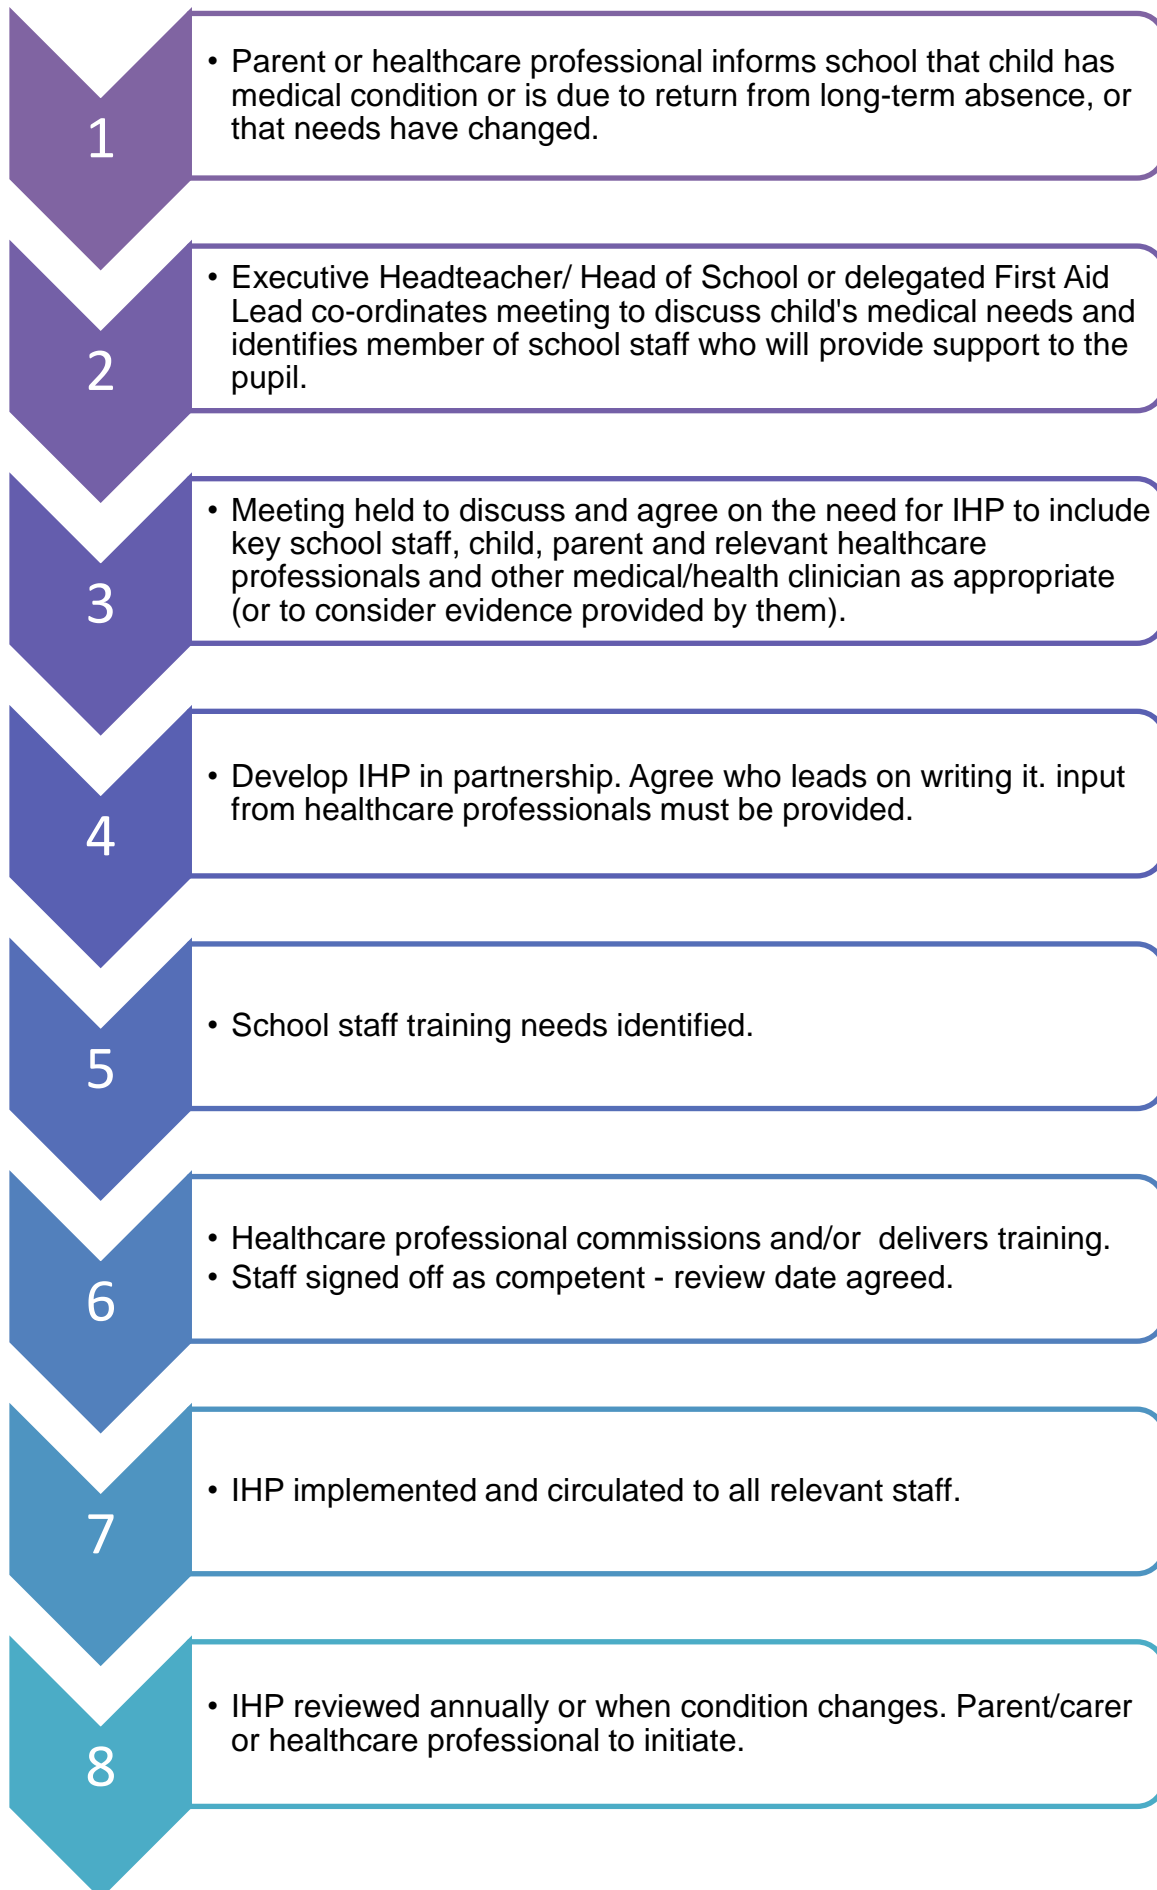 1
• Parent or healthcare professional informs school that child has
medical condition or is due to return from long-term absence, or
that needs have changed.
2
• Executive Headteacher/ Head of School or delegated First Aid
Lead co-ordinates meeting to discuss child's medical needs and
identifies member of school staff who will provide support to the
pupil.
3
• Meeting held to discuss and agree on the need for IHP to include
key school staff, child, parent and relevant healthcare
professionals and other medical/health clinician as appropriate
(or to consider evidence provided by them).
4
• Develop IHP in partnership. Agree who leads on writing it. input
from healthcare professionals must be provided.
5
• School staff training needs identified.
6
• Healthcare professional commissions and/or  delivers training.
• Staff signed off as competent - review date agreed.
7
• IHP implemented and circulated to all relevant staff.
8
• IHP reviewed annually or when condition changes. Parent/carer
or healthcare professional to initiate.